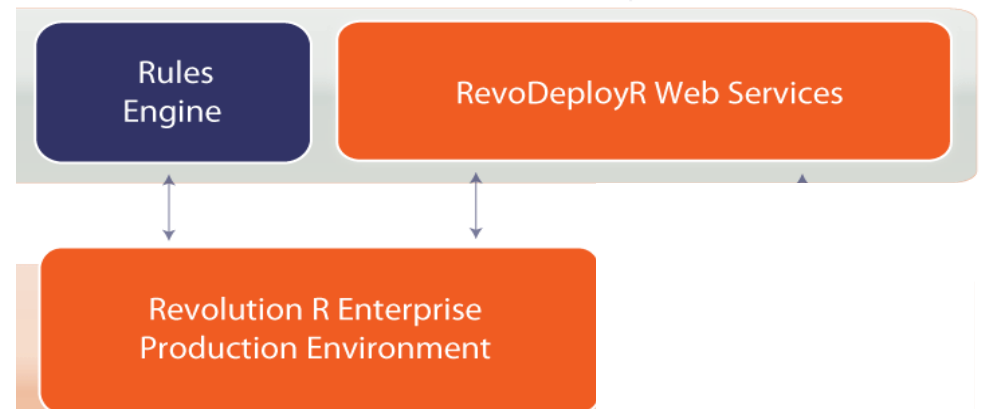 Rules
Engine
RevoDeployR Web Services
Revolution R Enterprise
Production Environment